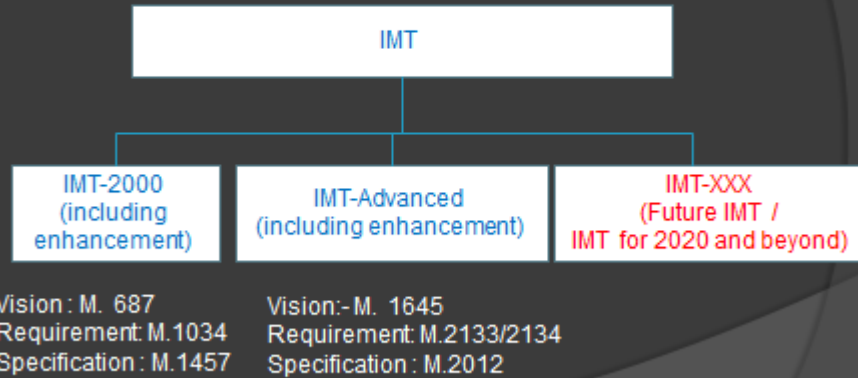 IMT
IMT-2000
(including
enhancement)
IMT-Advanced
(including enhancement)
IMT-XXX
(Future IMT /
IMT for 2020 and beyond)
Vision : M. 687
Requirement: M.1034
Specification : M.1457
Vision:- M. 1645
Requirement: M.2133/2134
Specification : M.2012